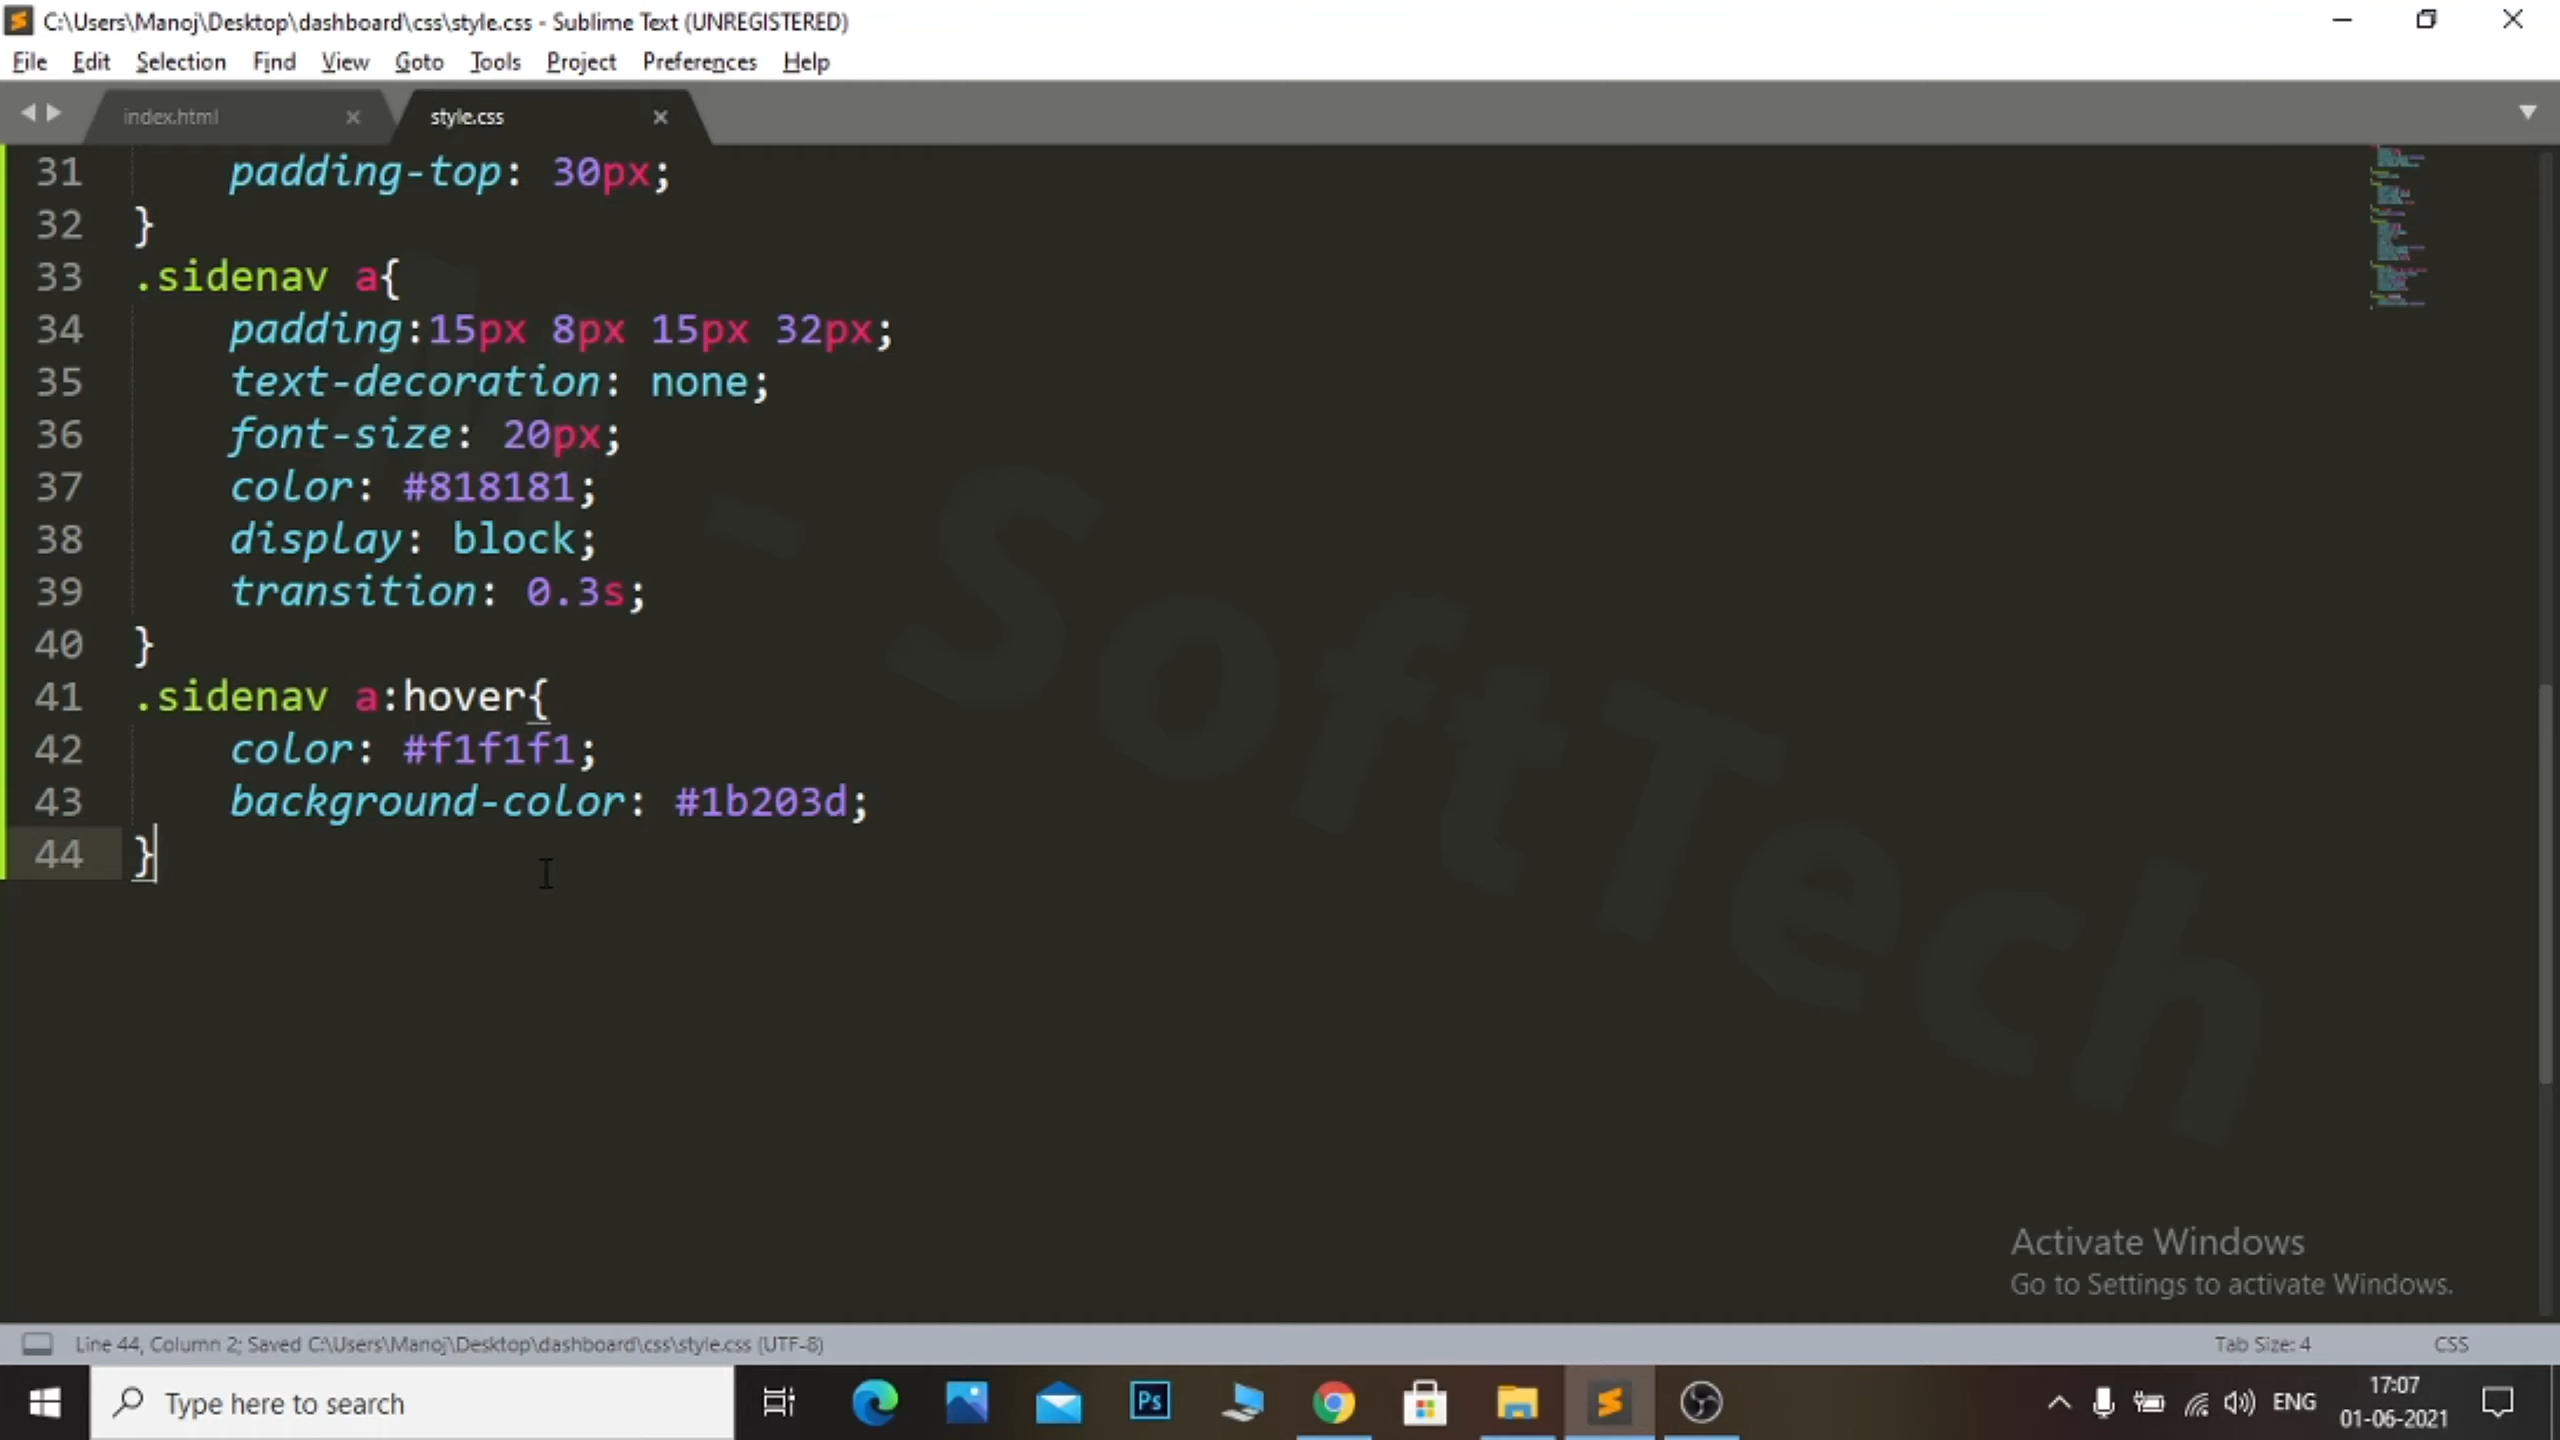 C:\Users\Manoj\Desktop\dashboard\css\style.css - Sublime Text (UNREGISTERED)
File Edit Selection Find View Goto Tools Project Preferences Help
index.html style.css
31 padding-top: 30px;
32 }
33 .sidenav a{
34 padding:15px 8px 15px 32px;
35 text-decoration: none;
36 font-size: 20px;
37 color: #818181;
38 display: block;
39 transition: 0.3s;
40 }
41 .sidenav a:hover{
42 color: #f1f1f1;
43 background-color: #1b203d;
44 }
- SoftTech
Activate Windows
Go to Settings to activate Windows.
Line 44, Column 2; Saved C:\Users\Manoj\Desktop\dashboard\css\style.css (UTF-8) Tab Size: 4 CSS
Type here to search Ps ENG 17:07
01-06-2021